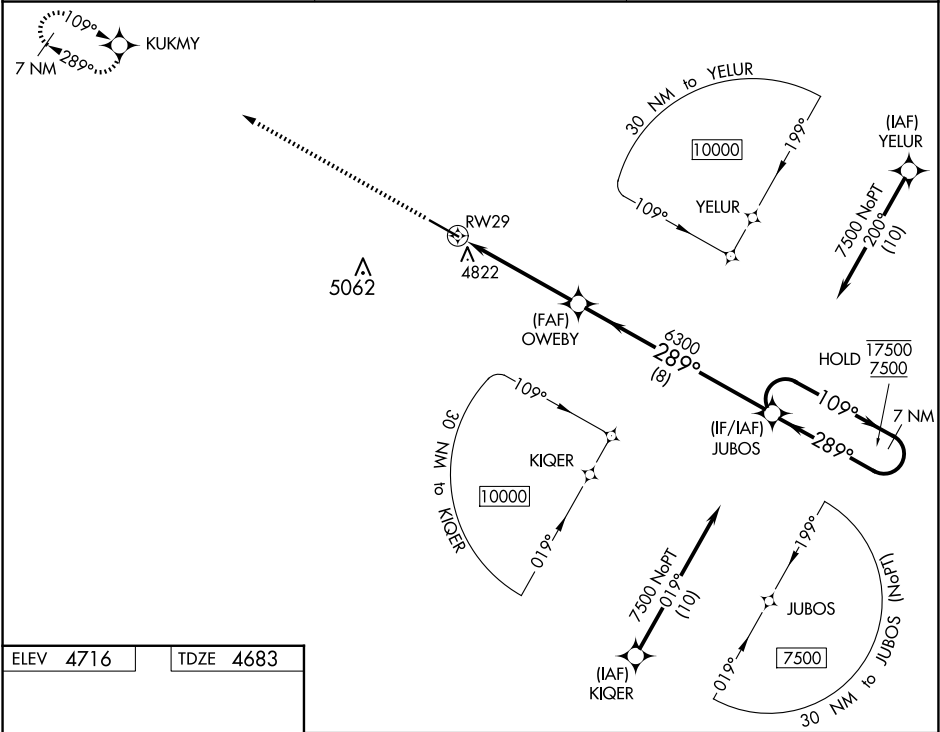 109°
KUKMY
289°
7 NM
30 NM to YELUR
10000
199°
YELUR
109°
(IAF)
YELUR
7500 NoPT
200°
(10)
RW29
4822
5062
(FAF)
OWEBY
6300
289°
(8)
HOLD 17500
7500
109°
7 NM
289°
(IF/IAF)
JUBOS
109°
KIQER
30 NM to KIQER
10000
019°
7500 NoPT
019°
(10)
(IAF)
KIQER
199°
JUBOS
7500
019°
30 NM to JUBOS (NoPT)
ELEV 4716
TDZE 4683